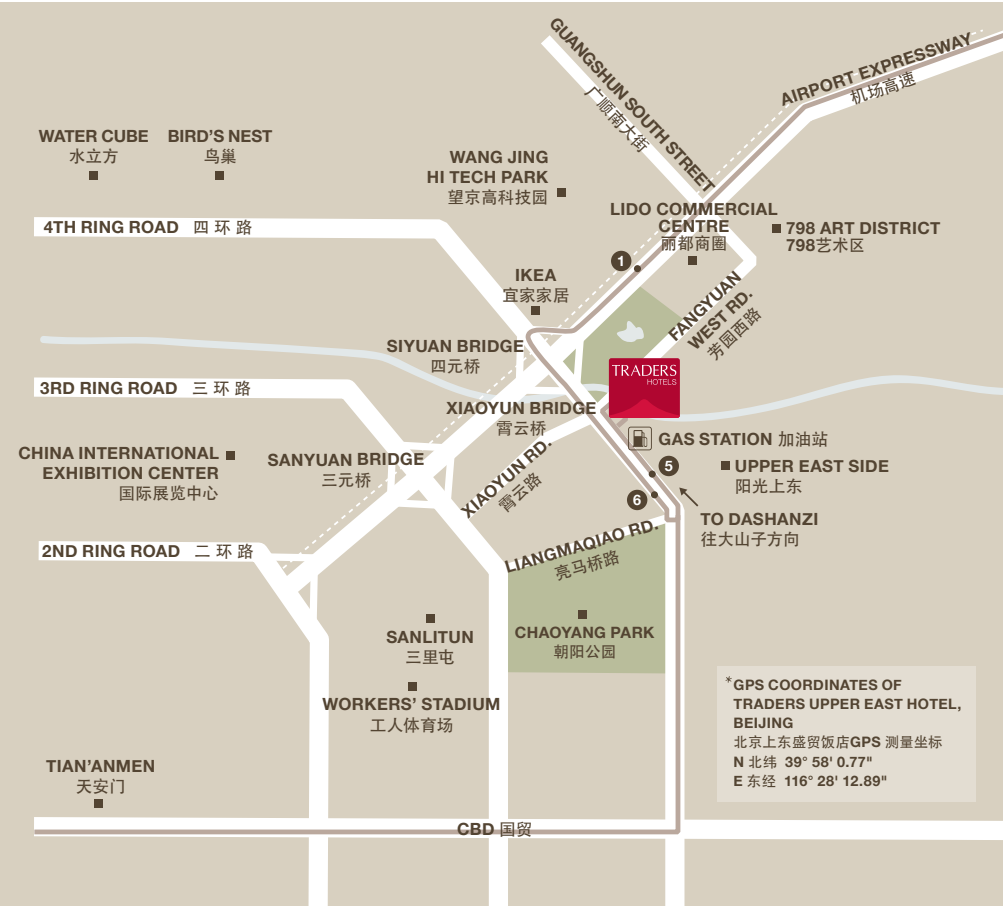 GUANGSHUN SOUTH STREET
广顺南大街
AIRPORT EXPRESSWAY
机场高速
WATER CUBE
水立方
BIRD'S NEST
鸟巢
WANG JING
HI TECH PARK
望京高科技园
LIDO COMMERCIAL
CENTRE
丽都商圈
798 ART DISTRICT
798艺术区
4TH RING ROAD 四环路
1
IKEA
宜家家居
FANGYUAN
WEST RD.
芳园西路
SIYUAN BRIDGE
四元桥
TRADERS
HOTELS
3RD RING ROAD 三环路
XIAOYUN BRIDGE
霄云桥
GAS STATION 加油站
CHINA INTERNATIONAL
EXHIBITION CENTER
国际展览中心
SANYUAN BRIDGE
三元桥
XIAOYUN RD.
霄云路
5
UPPER EAST SIDE
阳光上东
6
TO DASHANZI
往大山子方向
2ND RING ROAD 二环路
LIANGMAQIAO RD.
亮马桥路
SANLITUN
三里屯
CHAOYANG PARK
朝阳公园
WORKERS' STADIUM
工人体育场
*GPS COORDINATES OF
TRADERS UPPER EAST HOTEL,
BEIJING
北京上东盛贸饭店GPS 测量坐标
N 北纬 39° 58' 0.77"
E 东经 116° 28' 12.89"
TIAN'ANMEN
天安门
CBD 国贸